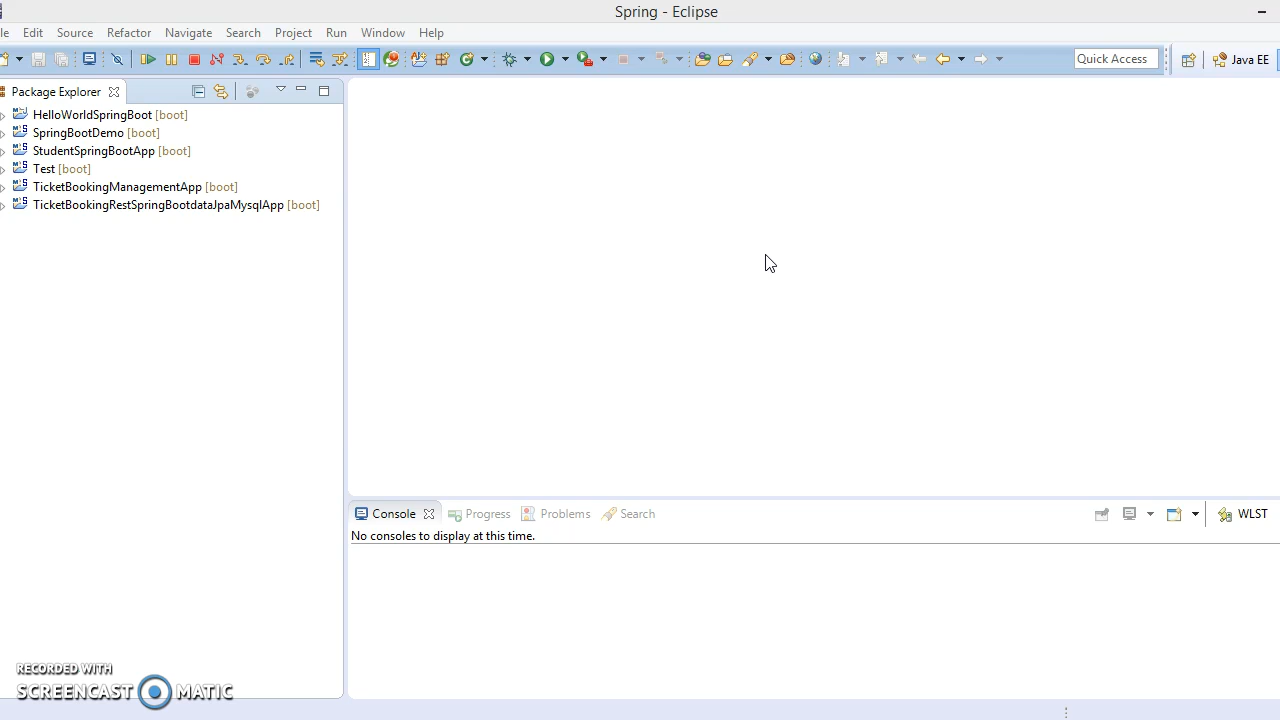 Spring - Eclipse
le Edit Source Refactor Navigate Search Project Run Window Help
Quick Access
Java EE
Package Explorer
HelloWorldSpringBoot [boot]
SpringBootDemo [boot]
StudentSpringBootApp [boot]
Test [boot]
TicketBookingManagementApp [boot]
TicketBookingRestSpringBootdataJpaMysqlApp [boot]
Console Progress Problems Search WLST
No consoles to display at this time.
RECORDED WITH
SCREENCAST MATIC